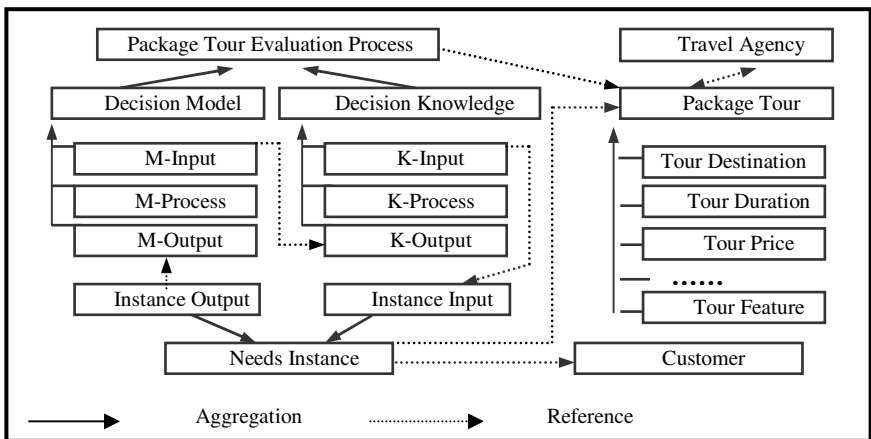 Package Tour Evaluation Process
Travel Agency
Decision Model
Decision Knowledge
Package Tour
M-Input
K-Input
Tour Destination
M-Process
K-Process
Tour Duration
M-Output
K-Output
Tour Price
......
Instance Output
Instance Input
Tour Feature
Needs Instance
Customer
Aggregation
Reference